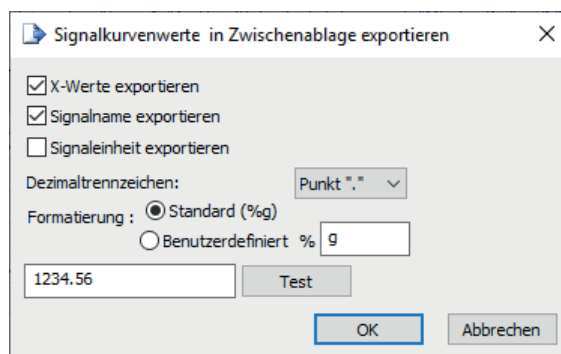 Signalkurvenwerte in Zwischenablage exportieren
X-Werte exportieren
Signalname exportieren
Signaleinheit exportieren
Dezimaltrennzeichen: Punkt "."
Formatierung : Standard (%g)
Benutzerdefiniert % g
1234.56 Test
OK Abbrechen